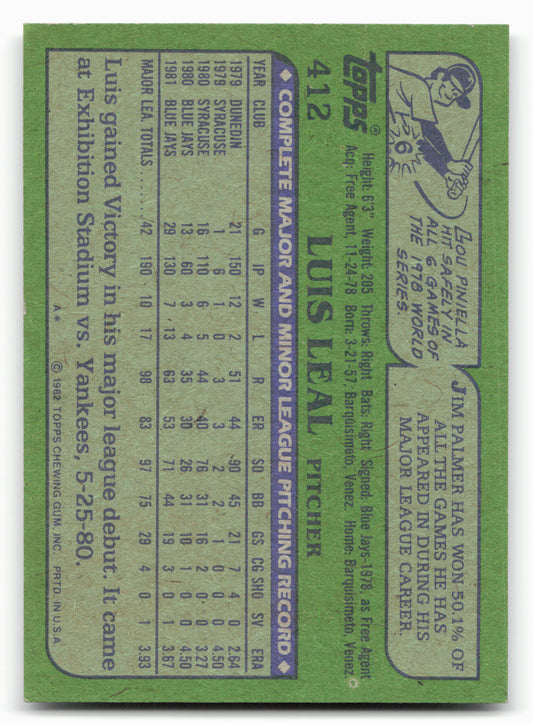 6
LOU PINIELLA
HIT SAFELY IN
ALL 6 GAMES OF
THE 1978 WORLD
SERIES.
JIM PALMER HAS WON 50.1% OF
ALL THE GAMES HE HAS
APPEARED IN DURING HIS
MAJOR LEAGUE CAREER.
topps®
412 LUIS LEAL PITCHER
Height: 6'3" Weight: 205 Throws: Right Bats: Right Signed: Blue Jays-1978, as Free Agent
Acq: Free Agent, 11-24-78 Born: 3-21-57, Barquisimeto, Venez. Home: Barquisimeto, Venez.
◆ COMPLETE MAJOR AND MINOR LEAGUE PITCHING RECORD ◆
YEAR CLUB G IP W L R ER SO BB GS CG SHO SV ERA
1979 DUNEDIN 21 150 12 2 51 44 90 45 21 7 4 0 2.64
1979 SYRACUSE 1 6 1 0 3 3 2 2 1 0 0 0 4.50
1980 SYRACUSE 16 110 6 5 44 40 76 31 16 2 0 0 3.27
1980 BLUE JAYS 13 60 3 4 35 30 26 31 10 1 0 0 4.50
1981 BLUE JAYS 29 130 7 13 63 53 71 44 19 3 0 1 3.67
MAJOR LEA. TOTALS 42 190 10 17 98 83 97 75 29 4 0 1 3.93
Luis gained Victory in his major league debut. It came
at Exhibition Stadium vs. Yankees, 5-25-80.
A* © 1982 TOPPS CHEWING GUM, INC. PRTD. IN U.S.A.